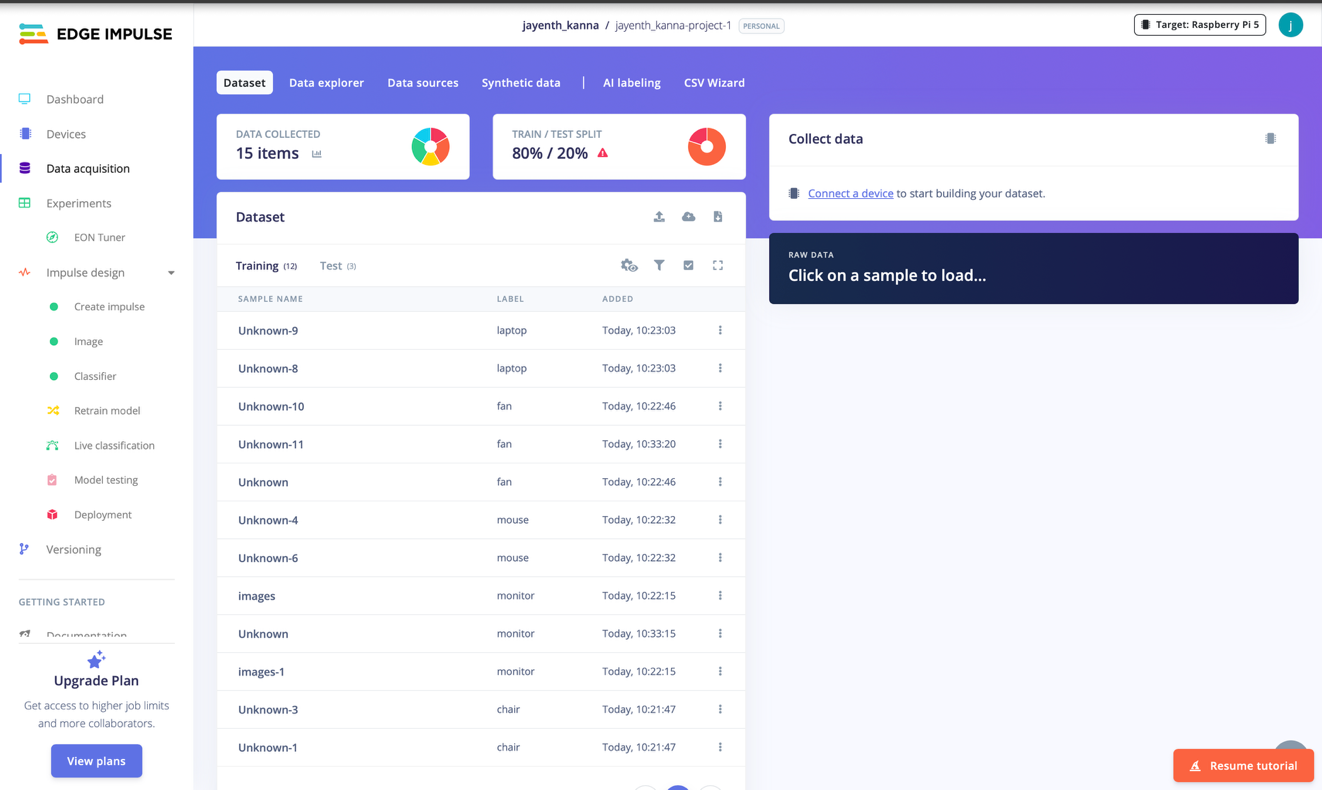 EDGE IMPULSE
jayenth_kanna / jayenth_kanna-project-1 PERSONAL
Target: Raspberry Pi 5
j
Dashboard
Devices
Data acquisition
Experiments
EON Tuner
Impulse design
Create impulse
Image
Classifier
Retrain model
Live classification
Model testing
Deployment
Versioning
GETTING STARTED
Documentation
Upgrade Plan
Get access to higher job limits
and more collaborators.
View plans
Dataset Data explorer Data sources Synthetic data | AI labeling CSV Wizard
DATA COLLECTED
15 items
TRAIN / TEST SPLIT
80% / 20%
Dataset
Training (12) Test (3)
SAMPLE NAME LABEL ADDED
Unknown-9 laptop Today, 10:23:03
Unknown-8 laptop Today, 10:23:03
Unknown-10 fan Today, 10:22:46
Unknown-11 fan Today, 10:33:20
Unknown fan Today, 10:22:46
Unknown-4 mouse Today, 10:22:32
Unknown-6 mouse Today, 10:22:32
images monitor Today, 10:22:15
Unknown monitor Today, 10:33:15
images-1 monitor Today, 10:22:15
Unknown-3 chair Today, 10:21:47
Unknown-1 chair Today, 10:21:47
Collect data
Connect a device to start building your dataset.
RAW DATA
Click on a sample to load...
Resume tutorial